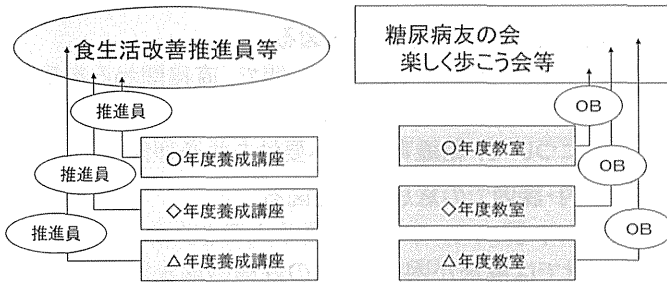 食生活改善推進員等
推進員
○年度養成講座
推進員
◇年度養成講座
推進員
△年度養成講座
糖尿病友の会
楽しく歩こう会等
OB
○年度教室
OB
◇年度教室
OB
△年度教室